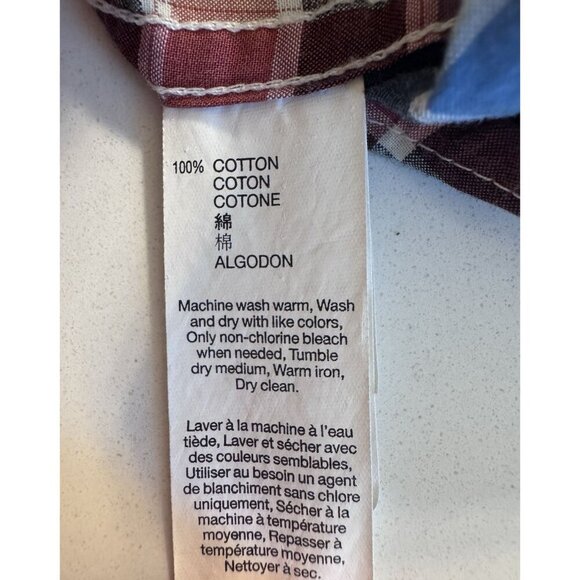 100% COTTON
COTON
COTONE
綿
棉
ALGODON
Machine wash warm, Wash
and dry with like colors,
Only non-chlorine bleach
when needed, Tumble
dry medium, Warm iron,
Dry clean.
Laver à la machine à l'eau
tiède, Laver et sécher avec
des couleurs semblables,
Utiliser au besoin un agent
de blanchiment sans chlore
uniquement, Sécher à la
machine à température
moyenne, Repasser à
température moyenne,
Nettoyer à sec.